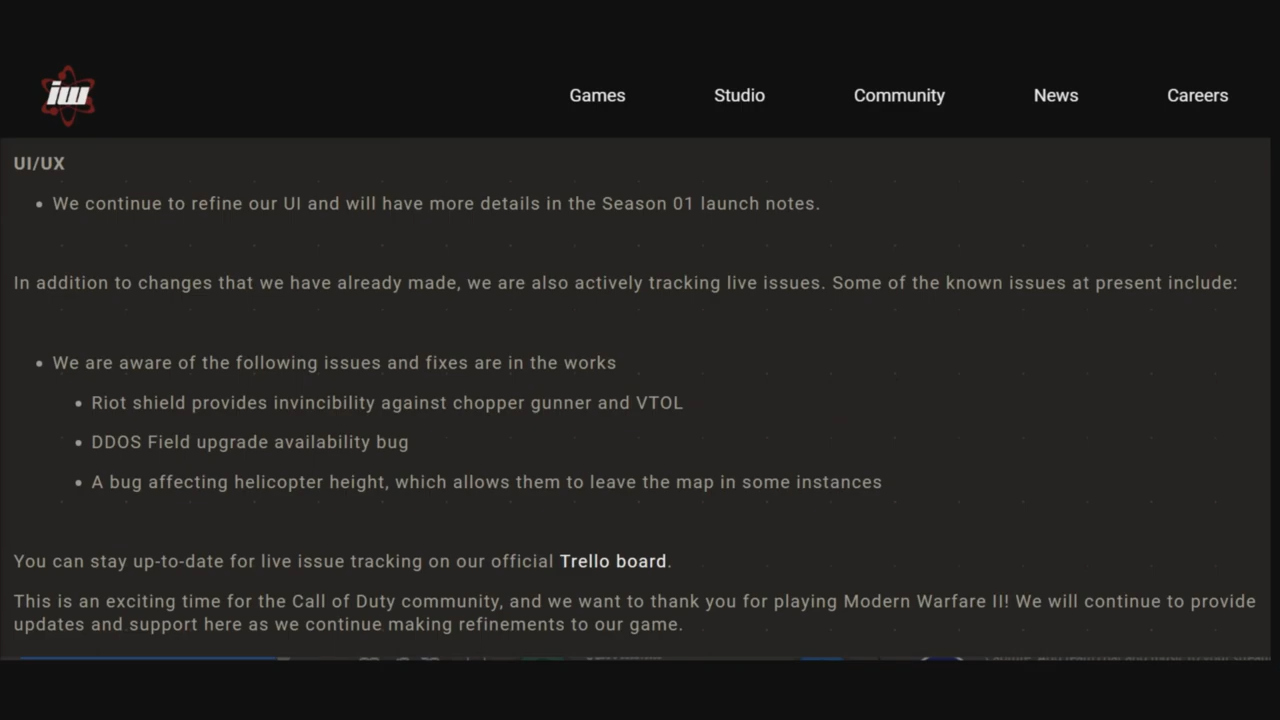 iw
Games
Studio
Community
News
Careers
UI/UX
We continue to refine our UI and will have more details in the Season 01 launch notes.
In addition to changes that we have already made, we are also actively tracking live issues. Some of the known issues at present include:
We are aware of the following issues and fixes are in the works
Riot shield provides invincibility against chopper gunner and VTOL
DDOS Field upgrade availability bug
A bug affecting helicopter height, which allows them to leave the map in some instances
You can stay up-to-date for live issue tracking on our official Trello board.
This is an exciting time for the Call of Duty community, and we want to thank you for playing Modern Warfare II! We will continue to provide
updates and support here as we continue making refinements to our game.